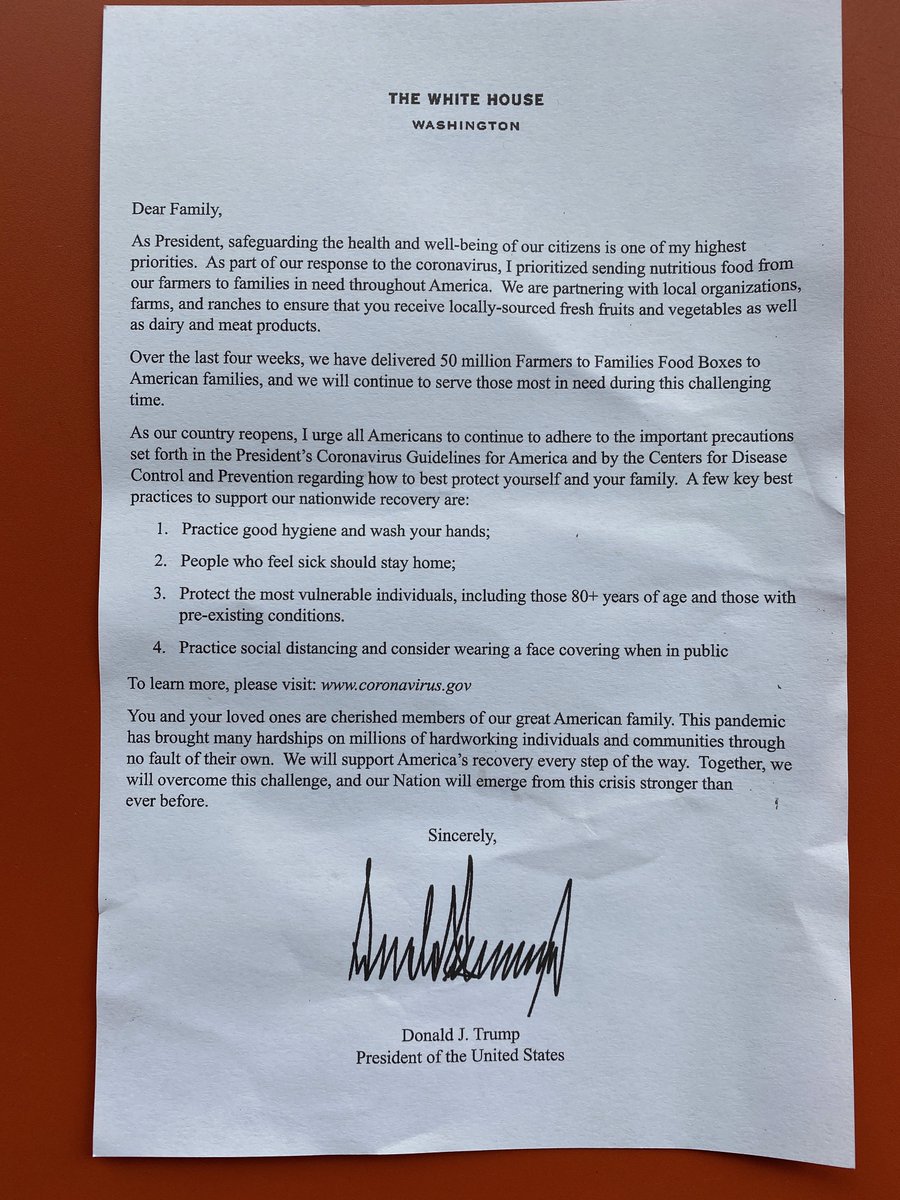 THE WHITE HOUSE
WASHINGTON
Dear Family,
As President, safeguarding the health and well-being of our citizens is one of my highest
priorities. As part of our response to the coronavirus, I prioritized sending nutritious food from
our farmers to families in need throughout America. We are partnering with local organizations,
farms, and ranches to ensure that you receive locally-sourced fresh fruits and vegetables as well
as dairy and meat products.
Over the last four weeks, we have delivered 50 million Farmers to Families Food Boxes to
American families, and we will continue to serve those most in need during this challenging
time.
As our country reopens, I urge all Americans to continue to adhere to the important precautions
set forth in the President's Coronavirus Guidelines for America and by the Centers for Disease
Control and Prevention regarding how to best protect yourself and your family. A few key best
practices to support our nationwide recovery are:
1. Practice good hygiene and wash your hands;
2. People who feel sick should stay home;
3. Protect the most vulnerable individuals, including those 80+ years of age and those with
pre-existing conditions.
4. Practice social distancing and consider wearing a face covering when in public
To learn more, please visit: www.coronavirus.gov
You and your loved ones are cherished members of our great American family. This pandemic
has brought many hardships on millions of hardworking individuals and communities through
no fault of their own. We will support America's recovery every step of the way. Together, we
will overcome this challenge, and our Nation will emerge from this crisis stronger than
ever before.
Sincerely,
Donald J. Trump
President of the United States